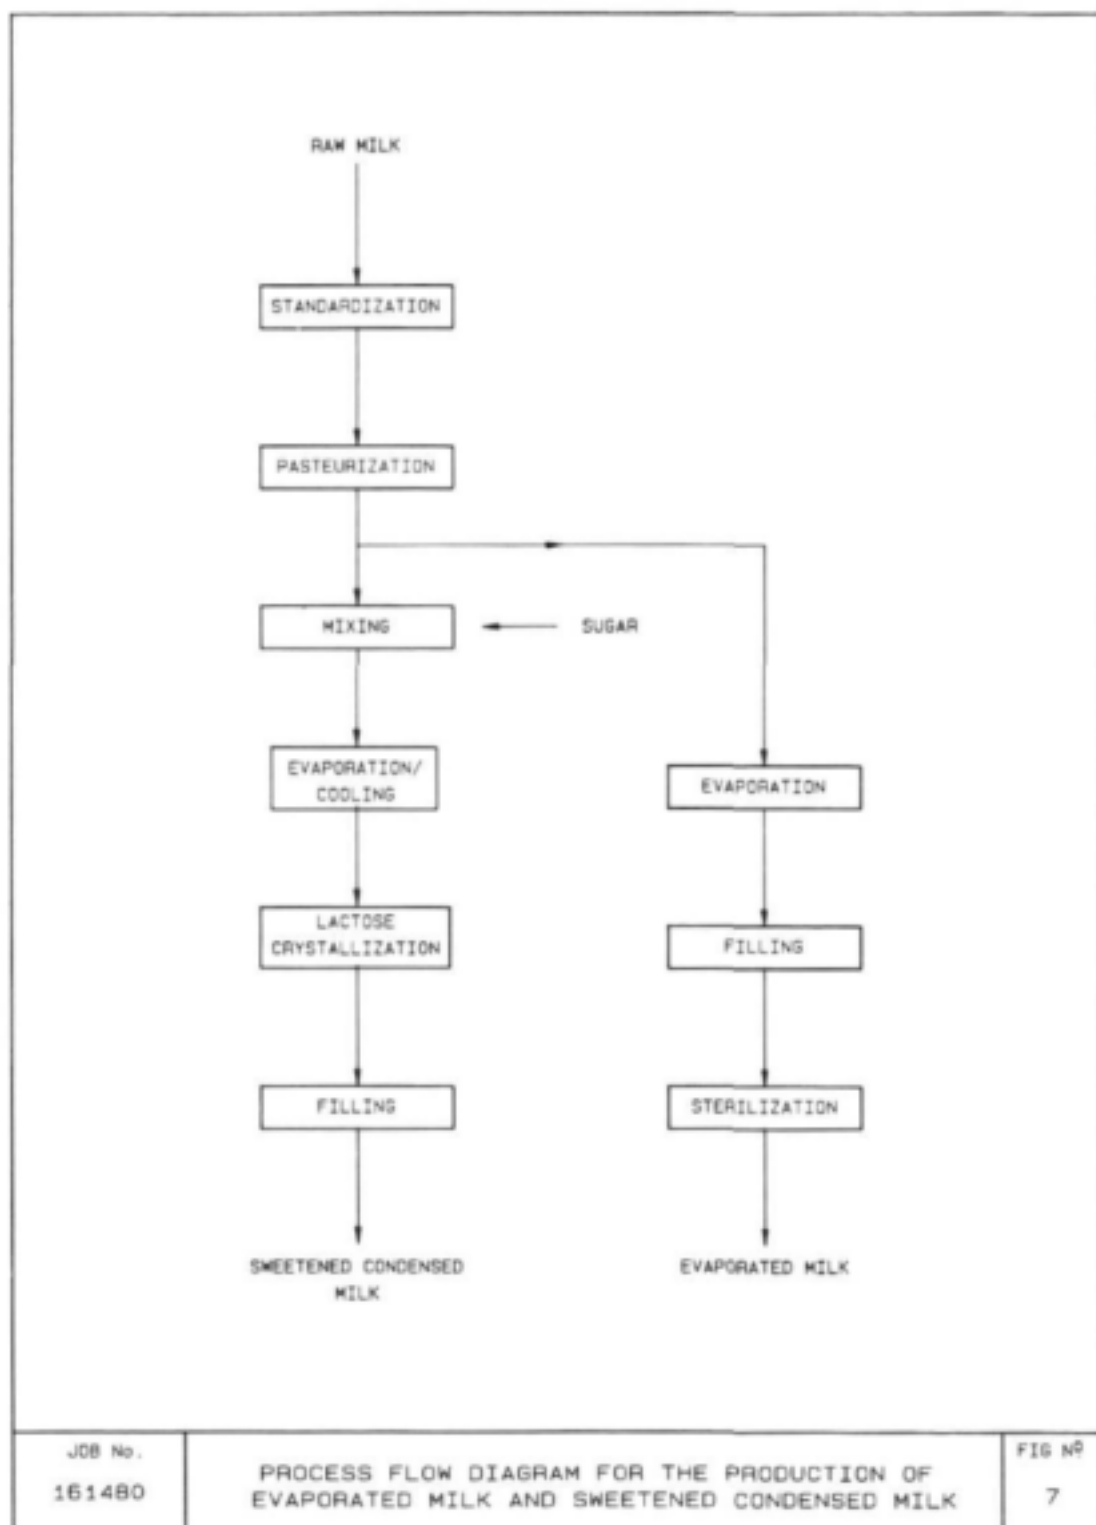 RAW MILK
STANDARDIZATION
PASTEURIZATION
MIXING
SUGAR
EVAPORATION/
COOLING
EVAPORATION
LACTOSE
CRYSTALLIZATION
FILLING
FILLING
STERILIZATION
SWEETENED CONDENSED
MILK
EVAPORATED MILK
JOB No.
161480
PROCESS FLOW DIAGRAM FOR THE PRODUCTION OF
EVAPORATED MILK AND SWEETENED CONDENSED MILK
FIG Nº
7